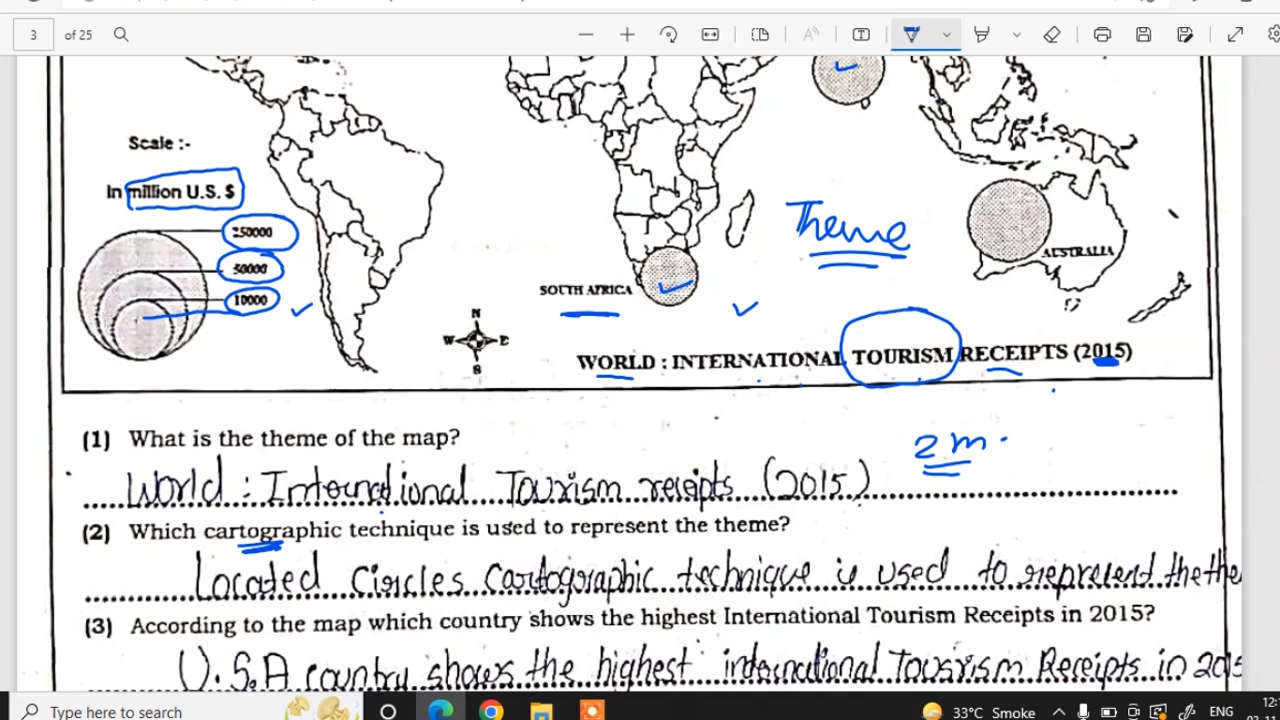 3 of 25
Scale :-
In million U.S. $
250000
50000
10000
Theme
AUSTRALIA
SOUTH AFRICA
N
W E
S
WORLD : INTERNATIONAL TOURISM RECEIPTS (2015)
(1) What is the theme of the map?
2 m.
World : International Tourism receipts (2015)
(2) Which cartographic technique is used to represent the theme?
Located Circles Cartographic technique is used to represent the the
(3) According to the map which country shows the highest International Tourism Receipts in 2015?
U.S.A country shows the highest international Tourism Receipts in 2015
Type here to search
33°C Smoke
ENG
12: